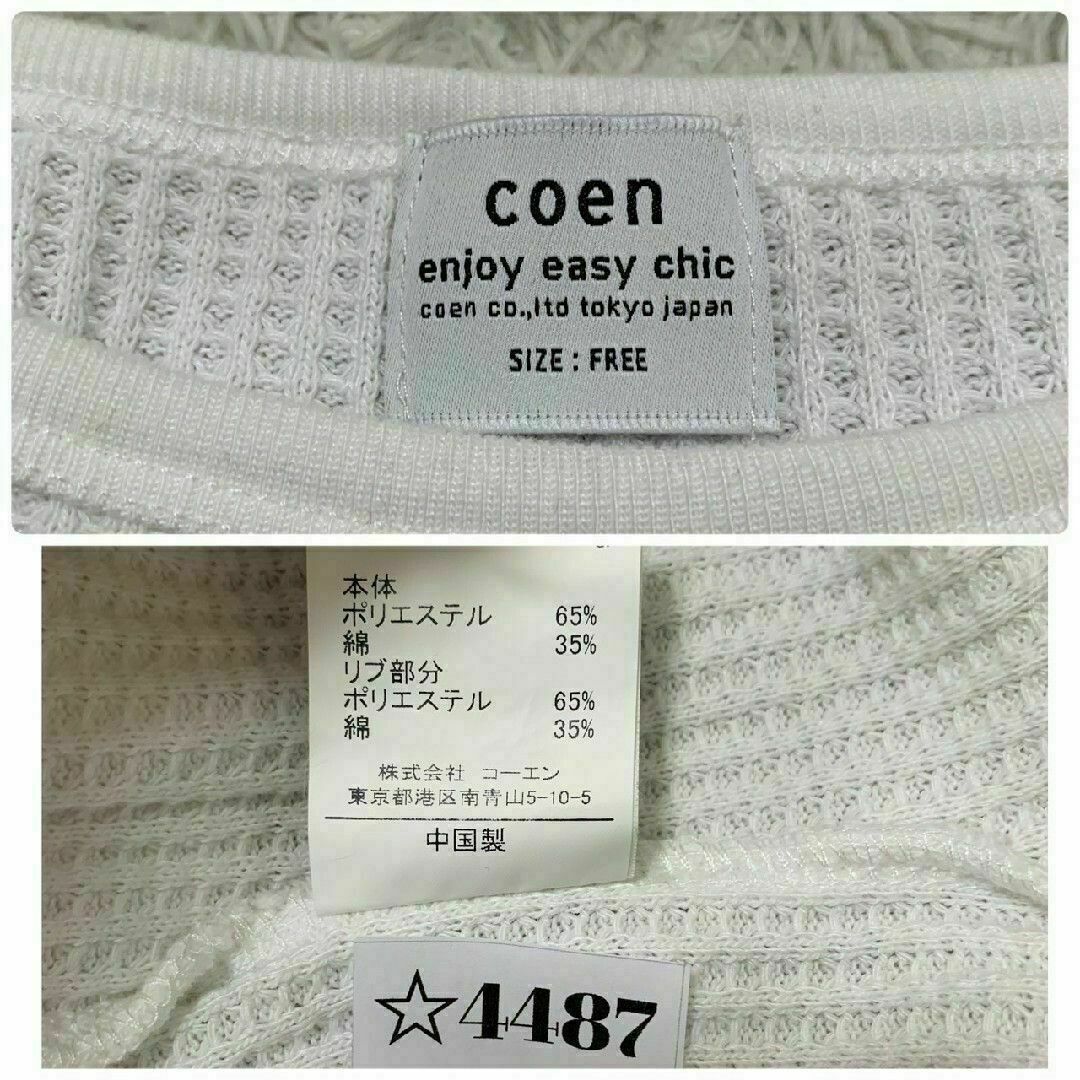 coen
enjoy easy chic
coen co.,ltd tokyo japan
SIZE : FREE
本体
ポリエステル 65%
綿 35%
リブ部分
ポリエステル 65%
綿 35%
株式会社 コーエン
東京都港区南青山5-10-5
中国製
☆4487